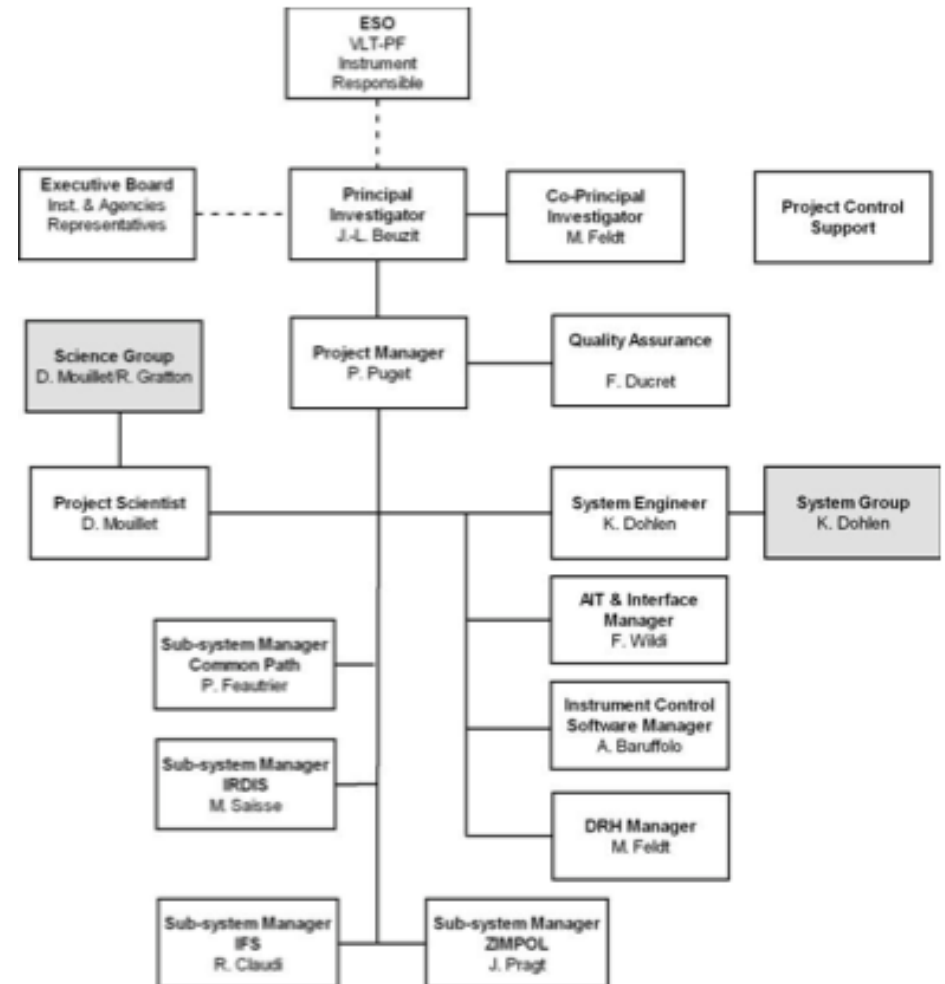 ESO
VLT-PF
Instrument
Responsible
Executive Board
Inst. & Agencies
Representatives
Principal
Investigator
J.-L. Beuzit
Co-Principal
Investigator
M. Feldt
Project Control
Support
Science Group
D. Mouillet/R. Gratton
Project Manager
P. Puget
Quality Assurance
F. Ducret
Project Scientist
D. Mouillet
System Engineer
K. Dohlen
System Group
K. Dohlen
AIT & Interface
Manager
F. Wildi
Sub-system Manager
Common Path
P. Feautrier
Instrument Control
Software Manager
A. Baruffolo
Sub-system Manager
IRDIS
M. Saisse
DRH Manager
M. Feldt
Sub-system Manager
IFS
R. Claudi
Sub-system Manager
ZIMPOL
J. Pragt